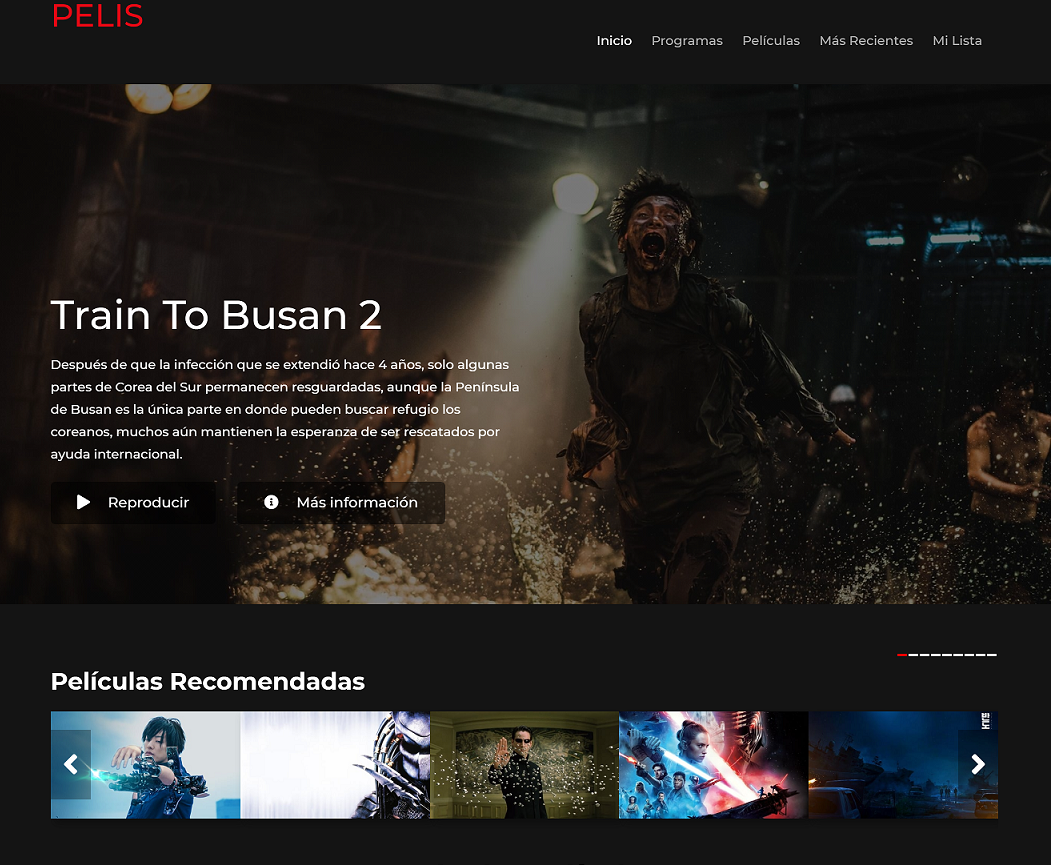 PELIS
Inicio Programas Películas Más Recientes Mi Lista
Train To Busan 2
Después de que la infección que se extendió hace 4 años, solo algunas
partes de Corea del Sur permanecen resguardadas, aunque la Península
de Busan es la única parte en donde pueden buscar refugio los
coreanos, muchos aún mantienen la esperanza de ser rescatados por
ayuda internacional.
Reproducir Más información
Películas Recomendadas